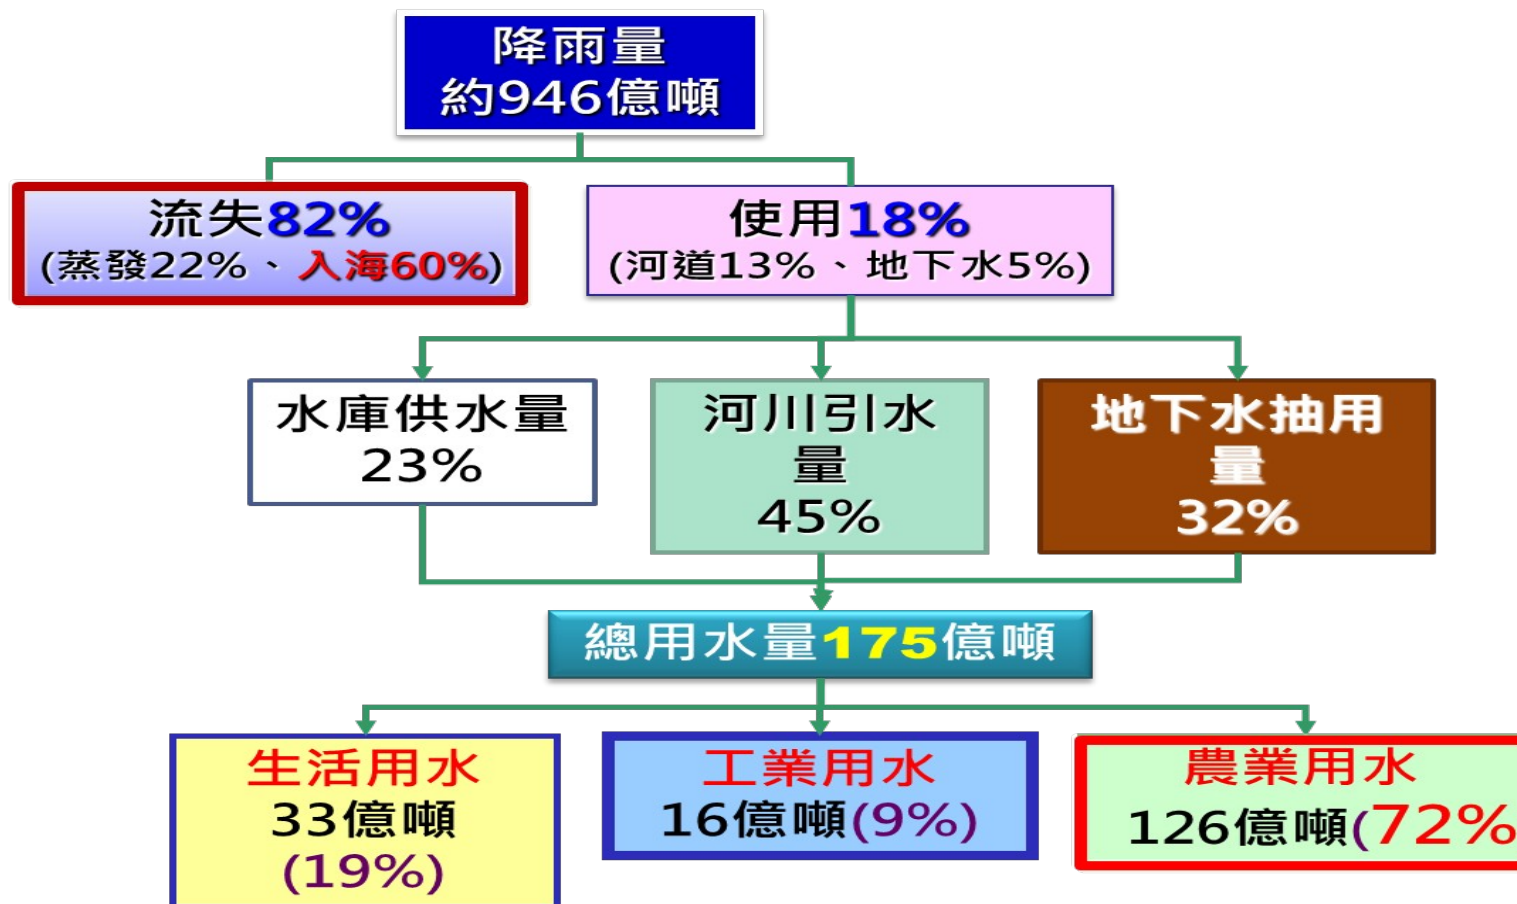 降雨量
約946億噸
流失82%
(蒸發22%、入海60%)
使用18%
(河道13%、地下水5%)
水庫供水量
23%
河川引水
量
45%
地下水抽用
量
32%
總用水量175億噸
生活用水
33億噸
(19%)
工業用水
16億噸(9%)
農業用水
126億噸(72%